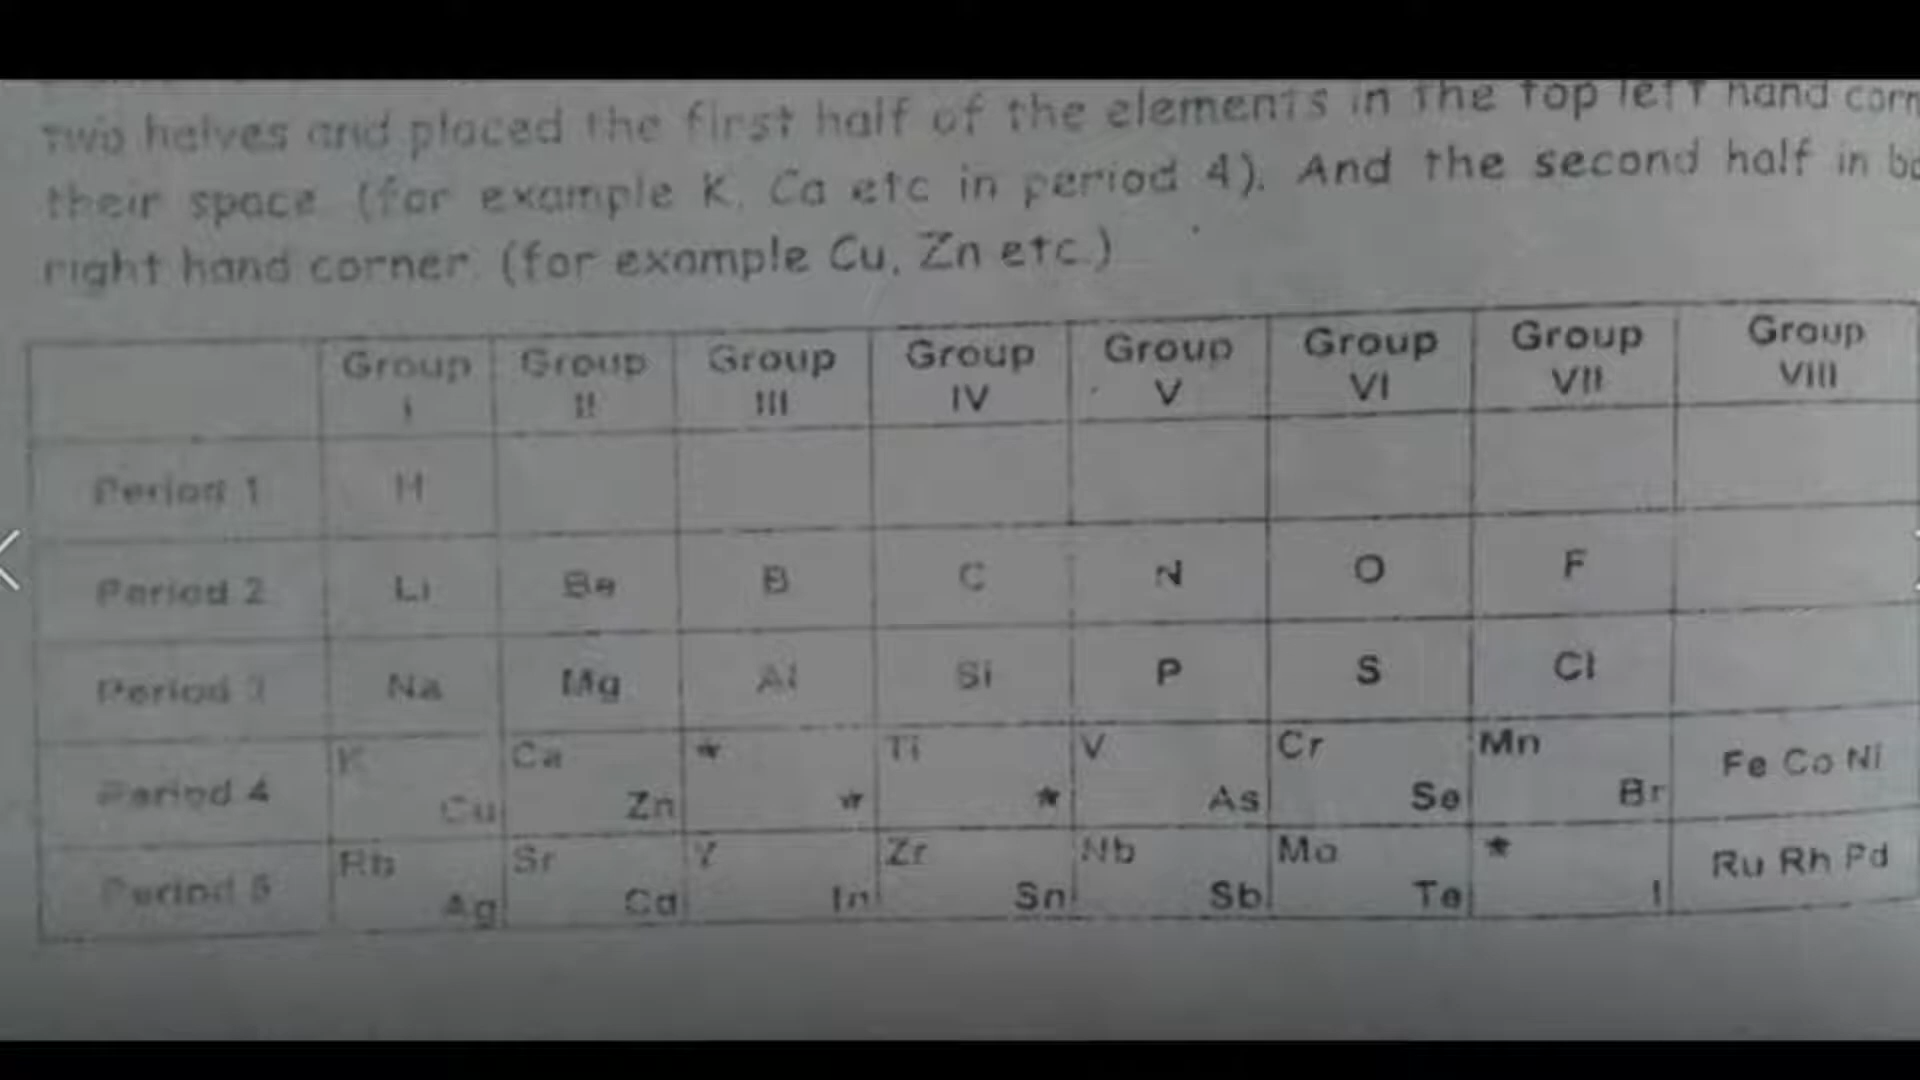 two halves and placed the first half of the elements in the top left hand corn
their space (for example K, Ca etc in period 4). And the second half in bo
right hand corner (for example Cu, Zn etc.)
Group I Group II Group III Group IV Group V Group VI Group VII Group VIII
Period 1 H
Period 2 Li Be B C N O F
Period 3 Na Mg Al Si P S Cl
Period 4 K Cu Ca Zn * * Ti * V As Cr Se Mn Br Fe Co Ni
Period 5 Rb Ag Sr Cd Y In Zr Sn Nb Sb Mo Te * I Ru Rh Pd